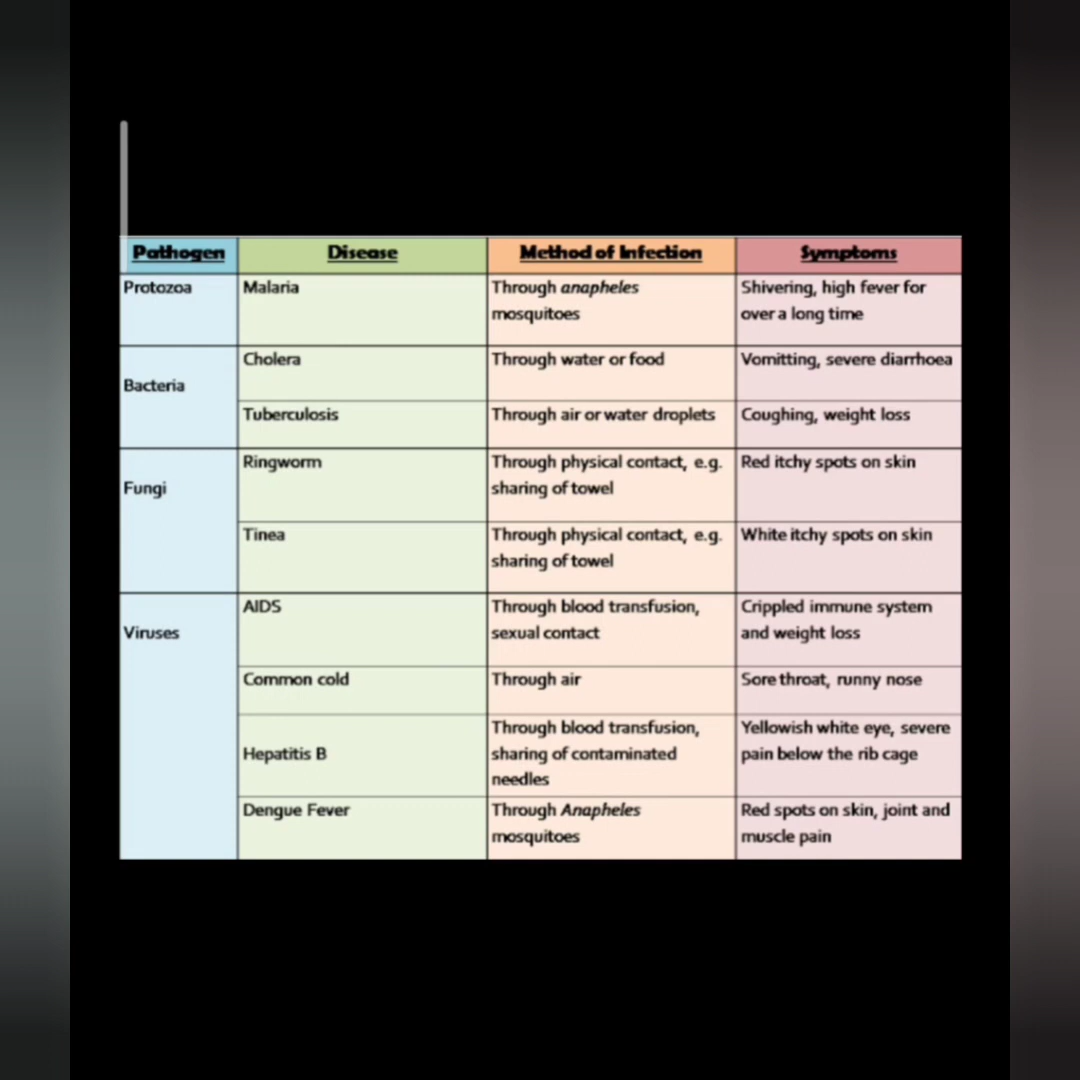 Pathogen Disease Method of Infection Symptoms
Protozoa Malaria Through anapheles Shivering, high fever for
mosquitoes over a long time
Cholera Through water or food Vomitting, severe diarrhoea
Bacteria
Tuberculosis Through air or water droplets Coughing, weight loss
Ringworm Through physical contact, e.g. Red itchy spots on skin
Fungi sharing of towel
Tinea Through physical contact, e.g. White itchy spots on skin
sharing of towel
AIDS Through blood transfusion, Crippled immune system
Viruses sexual contact and weight loss
Common cold Through air Sore throat, runny nose
Through blood transfusion, Yellowish white eye, severe
Hepatitis B sharing of contaminated pain below the rib cage
needles
Dengue Fever Through Anapheles Red spots on skin, joint and
mosquitoes muscle pain